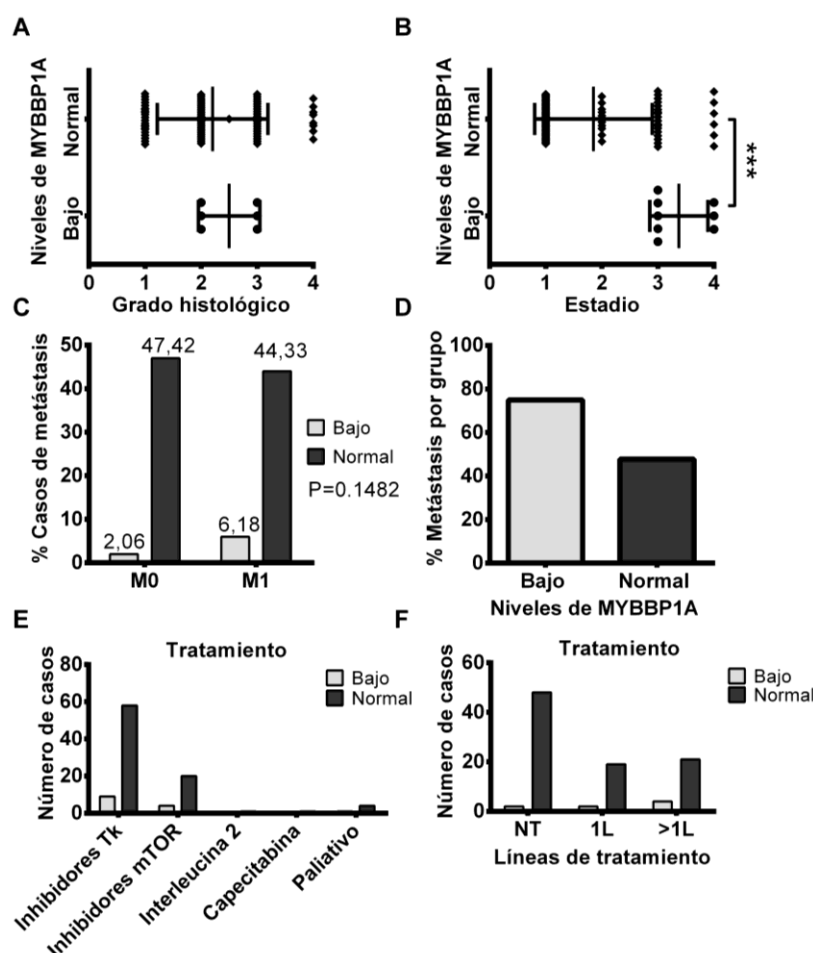 A
Niveles de MYBBP1A
Normal
Bajo
0 1 2 3 4
Grado histológico
B
Niveles de MYBBP1A
Normal
Bajo
***
0 1 2 3 4
Estadio
C
% Casos de metástasis
50
40
30
20
10
0
47,42
44,33
2,06
6,18
Bajo
Normal
P=0.1482
M0 M1
D
% Metástasis por grupo
100
80
60
40
20
0
Bajo Normal
Niveles de MYBBP1A
E
Tratamiento
Número de casos
80
60
40
20
0
Bajo
Normal
Inhibidores Tk
Inhibidores mTOR
Interleucina 2
Capecitabina
Paliativo
F
Tratamiento
Número de casos
60
40
20
0
Bajo
Normal
NT 1L >1L
Líneas de tratamiento